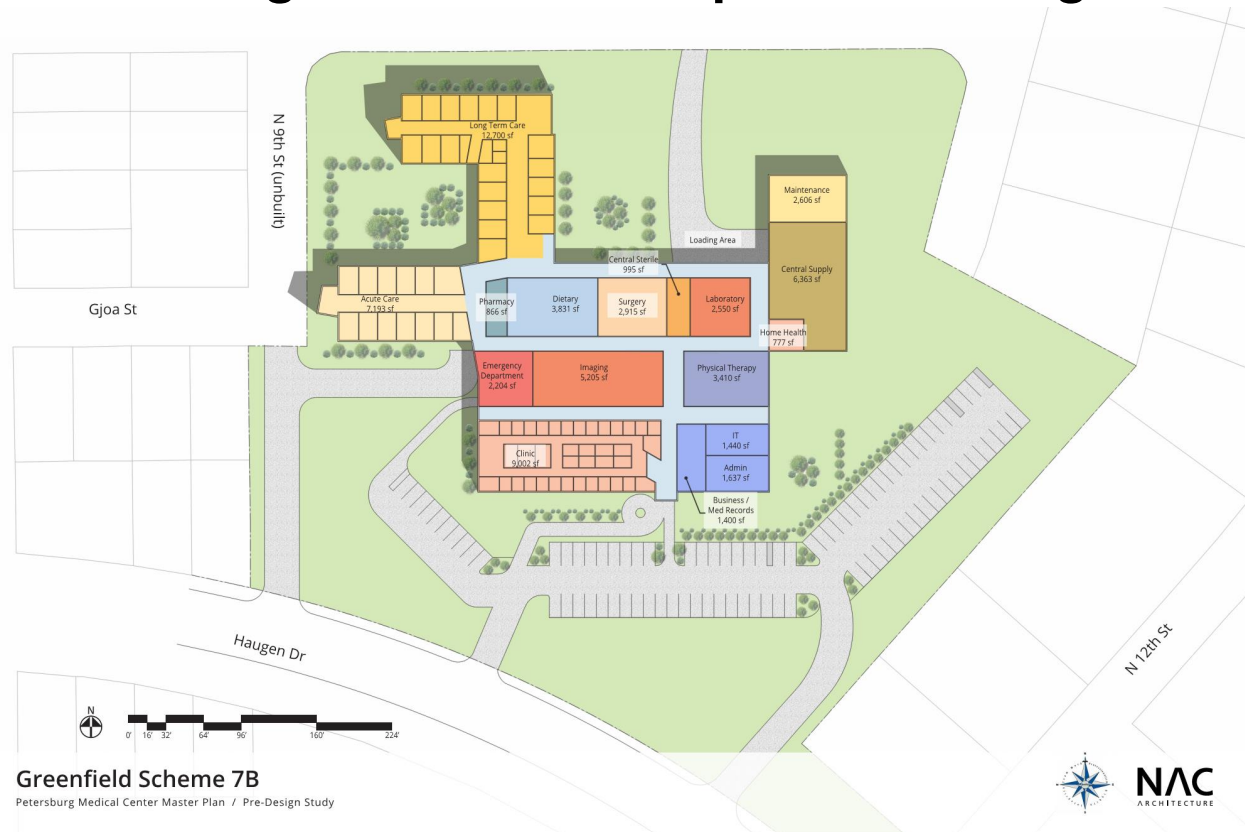 N 9th St (unbuilt)
Gjoa St
Long Term Care
12,700 sf
Maintenance
2,606 sf
Loading Area
Central Supply
6,363 sf
Central Sterile
995 sf
Acute Care
7,193 sf
Pharmacy
866 sf
Dietary
3,831 sf
Surgery
2,915 sf
Laboratory
2,550 sf
Home Health
777 sf
Emergency
Department
2,204 sf
Imaging
5,205 sf
Physical Therapy
3,410 sf
Clinic
9,002 sf
IT
1,440 sf
Admin
1,637 sf
Business /
Med Records
1,400 sf
Haugen Dr
N 12th St
N
0' 16' 32' 64' 96' 160' 224'
Greenfield Scheme 7B
Petersburg Medical Center Master Plan / Pre-Design Study
NAC
ARCHITECTURE